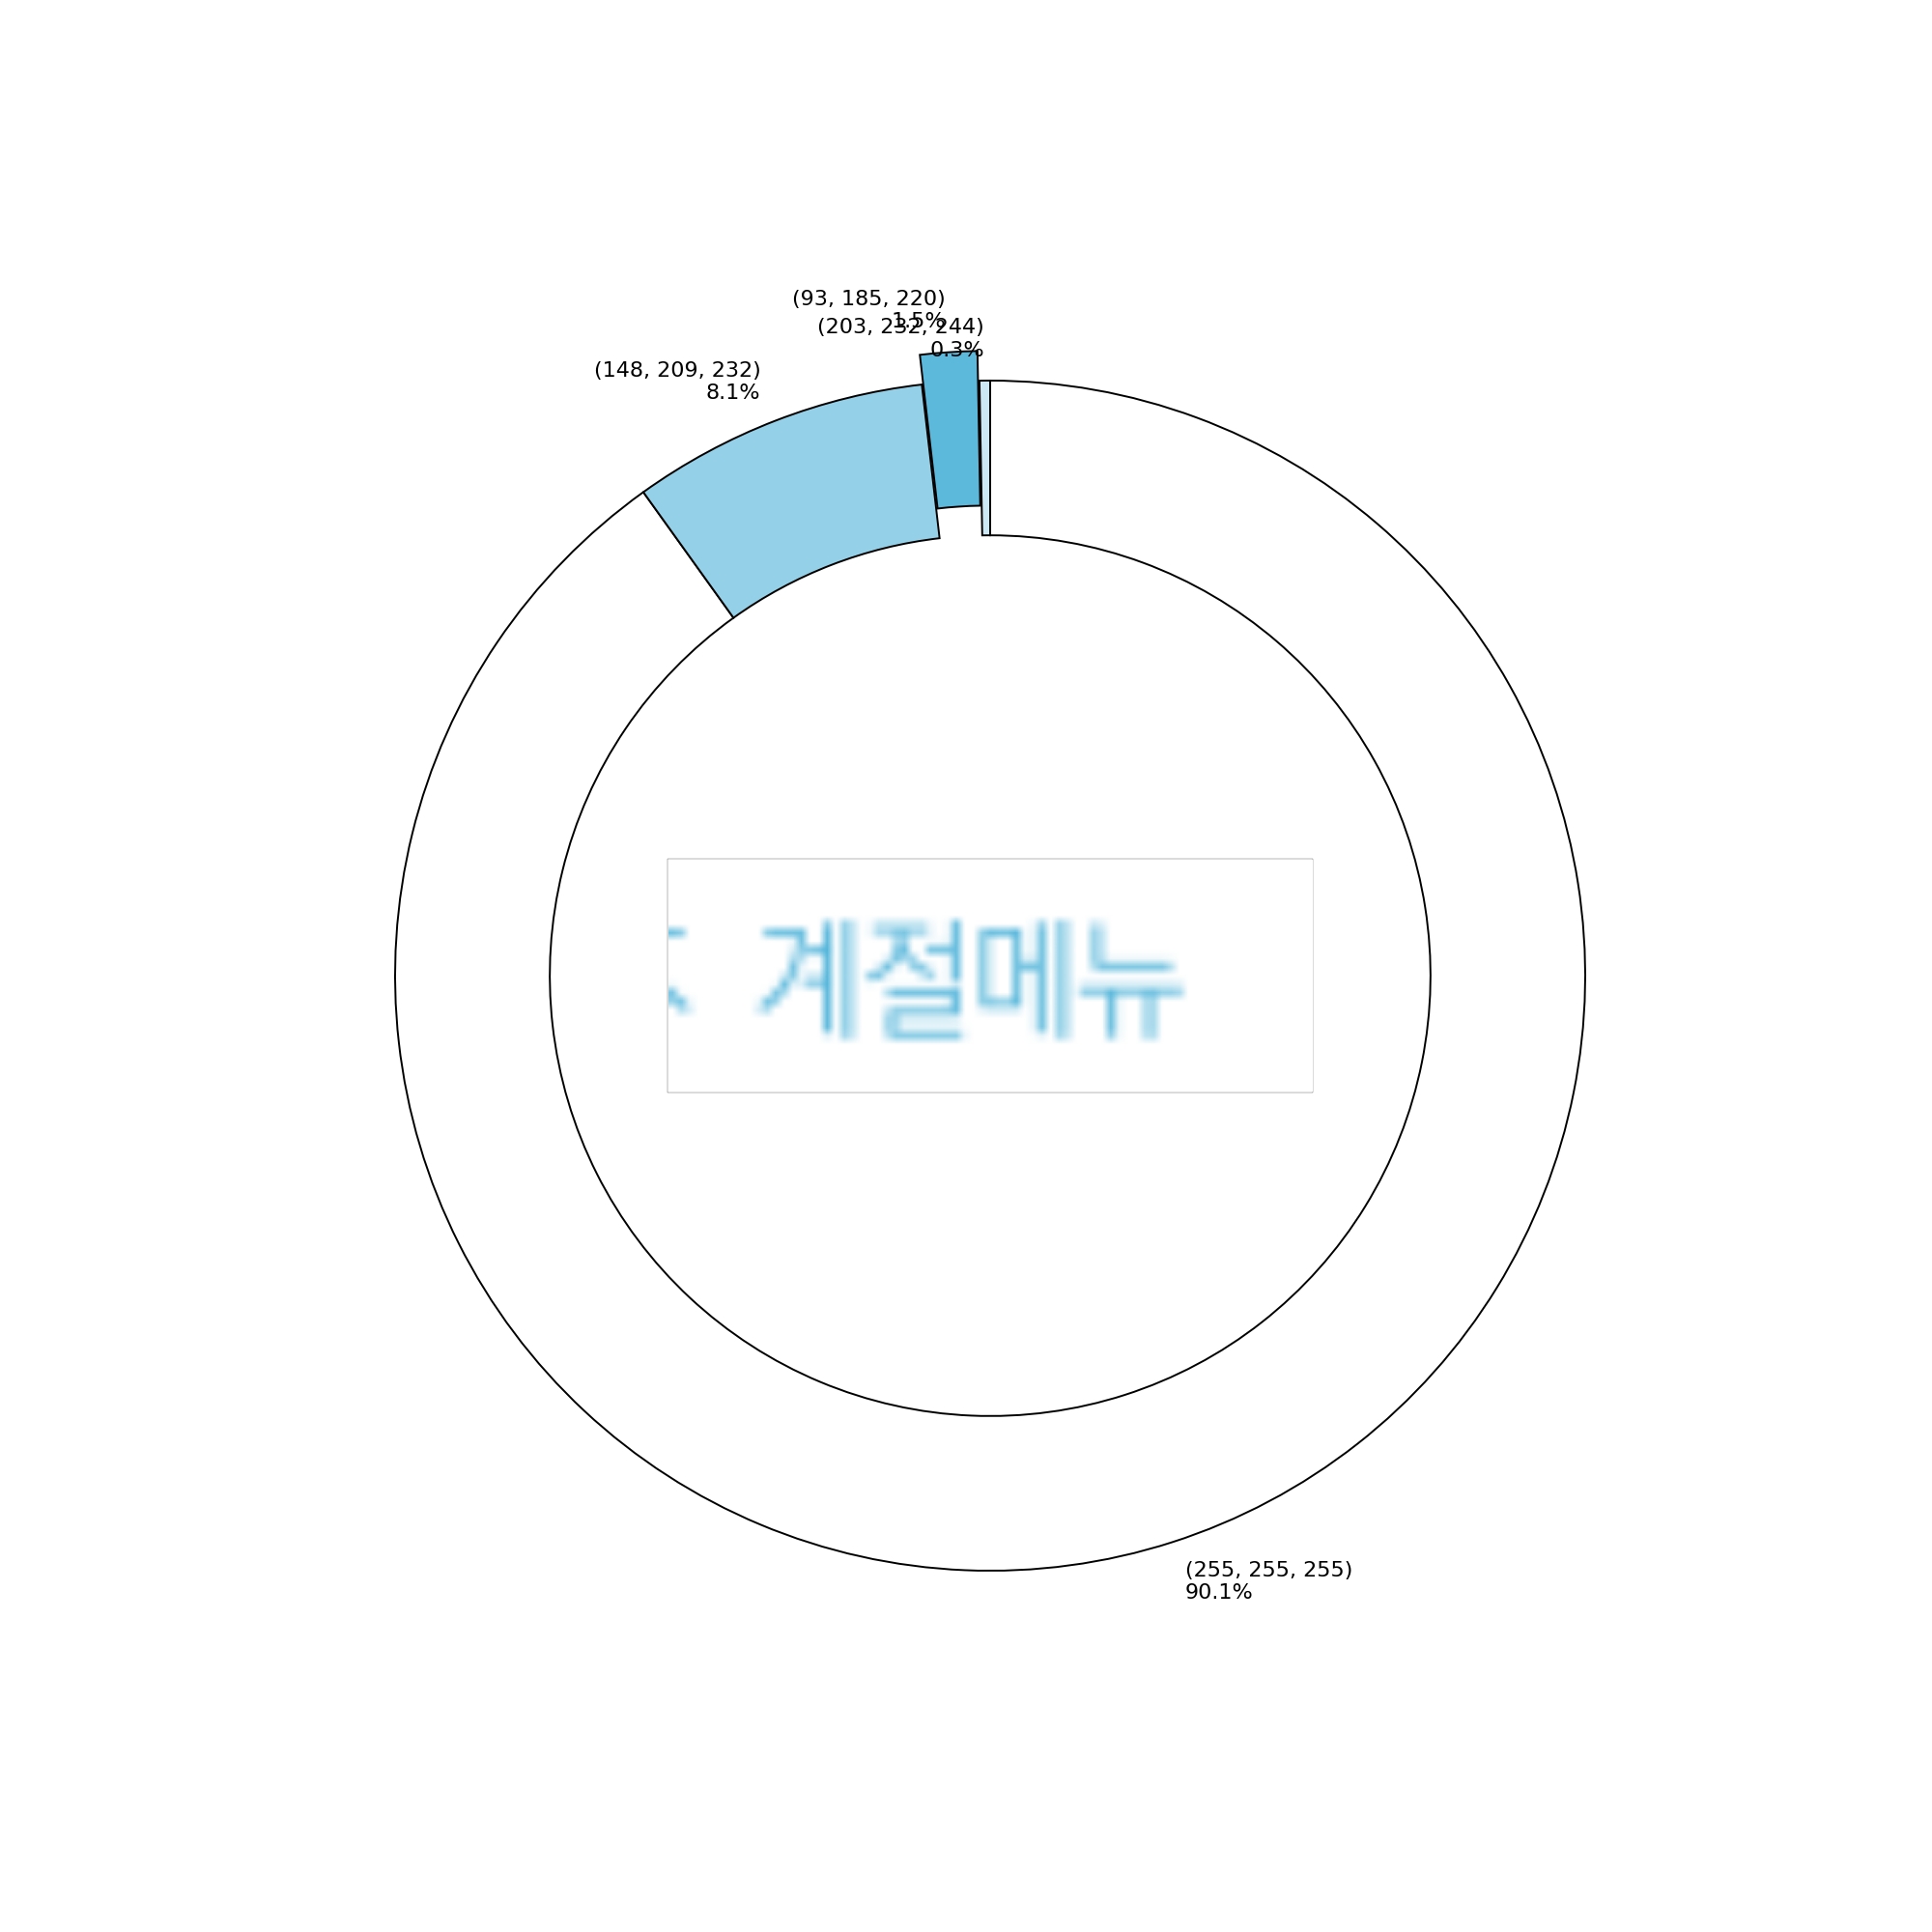 (93, 185, 220)
1.5%
(203, 232, 244)
0.3%
(148, 209, 232)
8.1%
계절메뉴
(255, 255, 255)
90.1%